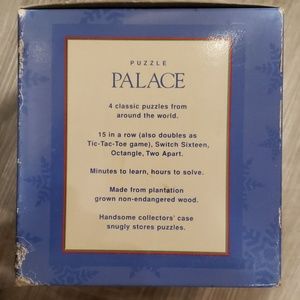 PUZZLE
PALACE
4 classic puzzles from
around the world.
15 in a row (also doubles as
Tic-Tac-Toe game), Switch Sixteen,
Octangle, Two Apart.
Minutes to learn, hours to solve.
Made from plantation
grown non-endangered wood.
Handsome collectors' case
snugly stores puzzles.